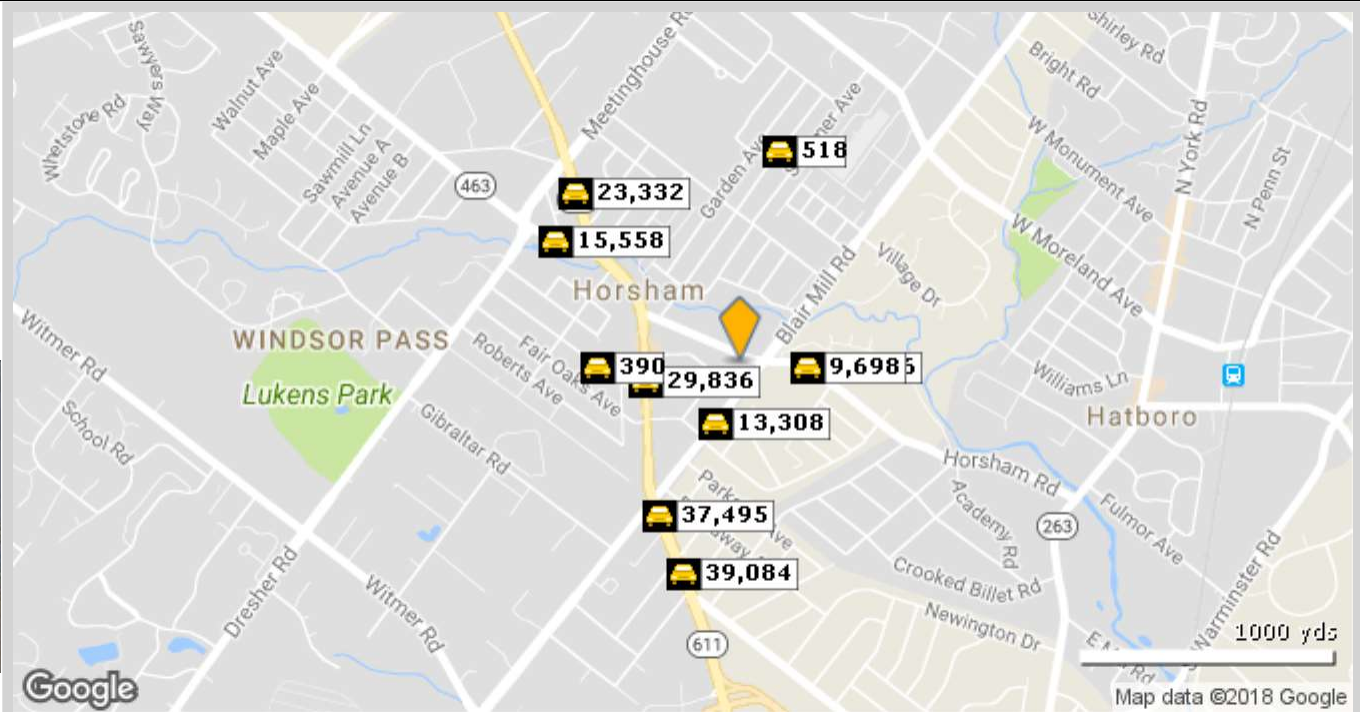 Shirley Rd
Sawyers Way
Walnut Ave
Meetinghouse Rd
Bright Rd
Whetstone Rd
Maple Ave
Sawmill Ln
Avenue A
Avenue B
Garden Ave
518
N York Rd
W Monument Ave
N Penn St
463
23,332
15,558
W Moreland Ave
Village Dr
Horsham
Blair Mill Rd
WINDSOR PASS
Witmer Rd
Roberts Ave
Fair Oaks Ave
390
29,836
9,698
Williams Ln
Lukens Park
Hatboro
School Rd
Gibraltar Rd
13,308
Horsham Rd
Academy Rd
37,495
263
Fulmor Ave
39,084
Crooked Billet Rd
Dresher Rd
Witmer Rd
Newington Dr
Warminster Rd
611
1000 yds
Google
Map data ©2018 Google